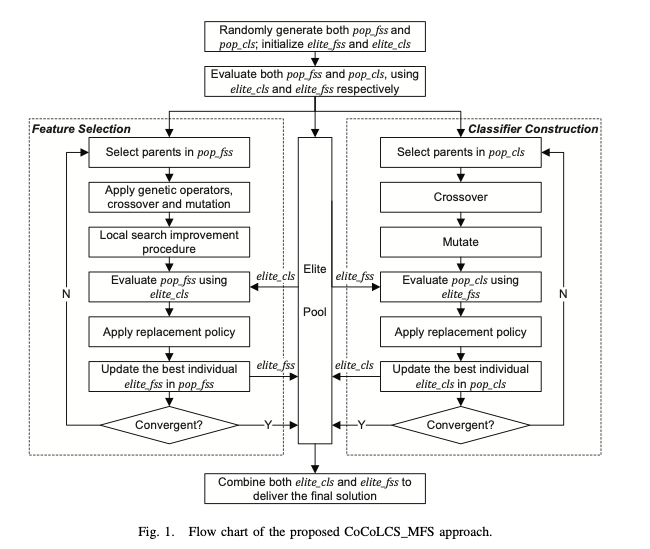 Randomly generate both pop_fss and
pop_cls; initialize elite_fss and elite_cls
Evaluate both pop_fss and pop_cls, using
elite_cls and elite_fss respectively
Feature Selection
Select parents in pop_fss
Apply genetic operators,
crossover and mutation
Local search improvement
procedure
Evaluate pop_fss using
elite_cls
Apply replacement policy
Update the best individual
elite_fss in pop_fss
Convergent?
N
Y
elite_cls
elite_fss
Elite
Pool
elite_fss
elite_cls
Classifier Construction
Select parents in pop_cls
Crossover
Mutate
Evaluate pop_cls using
elite_fss
Apply replacement policy
Update the best individual
elite_cls in pop_cls
Convergent?
Y
N
Combine both elite_cls and elite_fss to
deliver the final solution
Fig. 1. Flow chart of the proposed CoCoLCS_MFS approach.